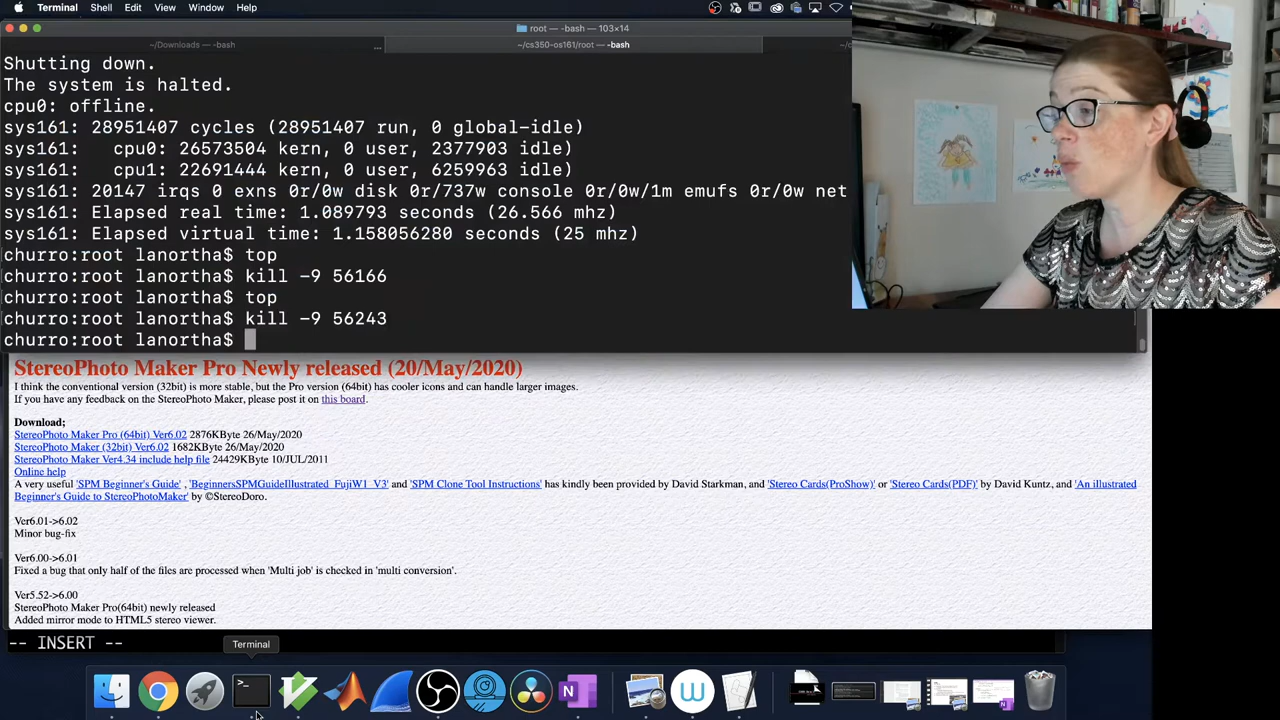 Terminal Shell Edit View Window Help
root — -bash — 103×14
~/Downloads — -bash
... ~/cs350-os161/root — -bash
Shutting down.
The system is halted.
cpu0: offline.
sys161: 28951407 cycles (28951407 run, 0 global-idle)
sys161:   cpu0: 26573504 kern, 0 user, 2377903 idle)
sys161:   cpu1: 22691444 kern, 0 user, 6259963 idle)
sys161: 20147 irqs 0 exns 0r/0w disk 0r/737w console 0r/0w/1m emufs 0r/0w net
sys161: Elapsed real time: 1.089793 seconds (26.566 mhz)
sys161: Elapsed virtual time: 1.158056280 seconds (25 mhz)
churro:root lanortha$ top
churro:root lanortha$ kill -9 56166
churro:root lanortha$ top
churro:root lanortha$ kill -9 56243
churro:root lanortha$
StereoPhoto Maker Pro Newly released (20/May/2020)
I think the conventional version (32bit) is more stable, but the Pro version (64bit) has cooler icons and can handle larger images.
If you have any feedback on the StereoPhoto Maker, please post it on this board.
Download;
StereoPhoto Maker Pro (64bit) Ver6.02 2876KByte 26/May/2020
StereoPhoto Maker (32bit) Ver6.02 1682KByte 26/May/2020
StereoPhoto Maker Ver4.34 include help file 24429KByte 10/JUL/2011
Online help
A very useful 'SPM Beginner's Guide' , 'BeginnersSPMGuideIllustrated_FujiW1_V3' and 'SPM Clone Tool Instructions' has kindly been provided by David Starkman, and 'Stereo Cards(ProShow)' or 'Stereo Cards(PDF)' by David Kuntz, and 'An illustrated
Beginner's Guide to StereoPhotoMaker' by ©StereoDoro.
Ver6.01->6.02
Minor bug-fix
Ver6.00->6.01
Fixed a bug that only half of the files are processed when 'Multi job' is checked in 'multi conversion'.
Ver5.52->6.00
StereoPhoto Maker Pro(64bit) newly released
Added mirror mode to HTML5 stereo viewer.
-- INSERT --
Terminal